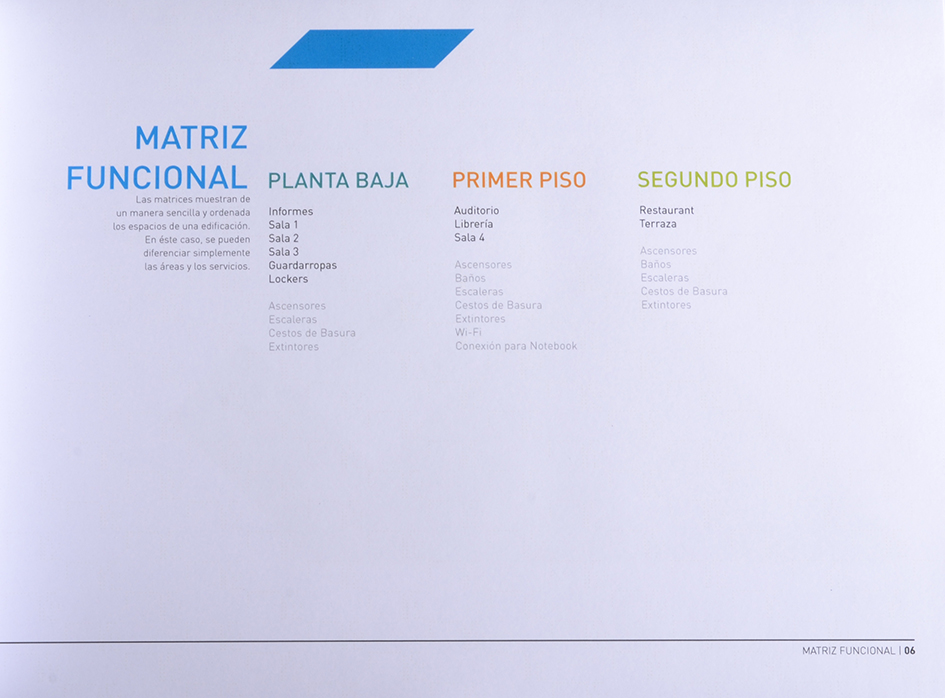 MATRIZ
FUNCIONAL
Las matrices muestran de
un manera sencilla y ordenada
los espacios de una edificación.
En éste caso, se pueden
diferenciar simplemente
las áreas y los servicios.
PLANTA BAJA
Informes
Sala 1
Sala 2
Sala 3
Guardarropas
Lockers
Ascensores
Escaleras
Cestos de Basura
Extintores
PRIMER PISO
Auditorio
Librería
Sala 4
Ascensores
Baños
Escaleras
Cestos de Basura
Extintores
Wi-Fi
Conexión para Notebook
SEGUNDO PISO
Restaurant
Terraza
Ascensores
Baños
Escaleras
Cestos de Basura
Extintores
MATRIZ FUNCIONAL | 06